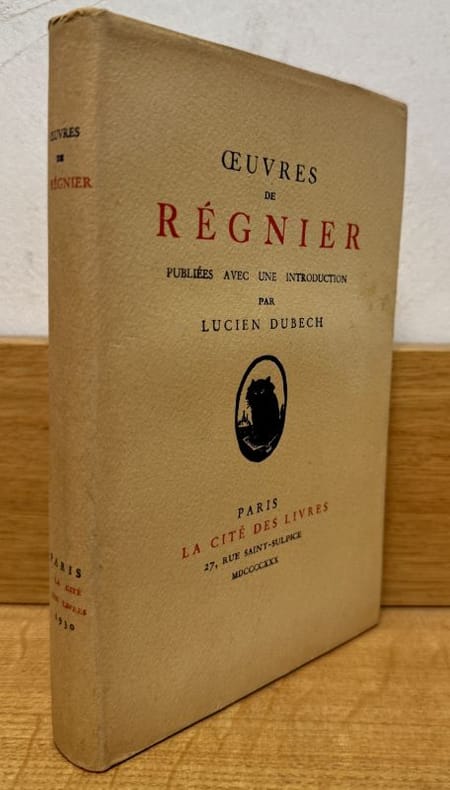 ŒUVRES
DE
RÉGNIER
PARIS
LA CITÉ
DES LIVRES
1930
ŒUVRES
DE
RÉGNIER
PUBLIÉES AVEC UNE INTRODUCTION
PAR
LUCIEN DUBECH
PARIS
LA CITÉ DES LIVRES
27, RUE SAINT-SULPICE
MDCCCCXXX